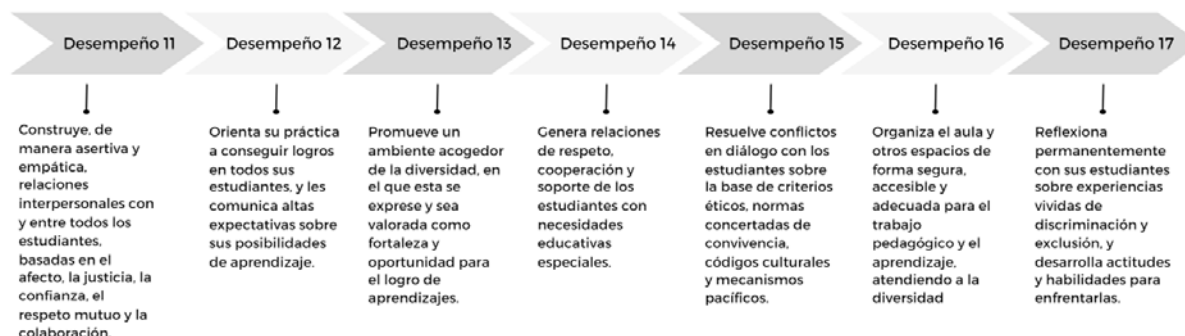 Desempeño 11
Desempeño 12
Desempeño 13
Desempeño 14
Desempeño 15
Desempeño 16
Desempeño 17
Construye, de
manera asertiva y
empática,
relaciones
interpersonales con
y entre todos los
estudiantes,
basadas en el
afecto, la justicia, la
confianza, el
respeto mutuo y la
colaboración.
Orienta su práctica
a conseguir logros
en todos sus
estudiantes, y les
comunica altas
expectativas sobre
sus posibilidades
de aprendizaje.
Promueve un
ambiente acogedor
de la diversidad, en
el que esta se
exprese y sea
valorada como
fortaleza y
oportunidad para
el logro de
aprendizajes.
Genera relaciones
de respeto,
cooperación y
soporte de los
estudiantes con
necesidades
educativas
especiales.
Resuelve conflictos
en diálogo con los
estudiantes sobre
la base de criterios
éticos, normas
concertadas de
convivencia,
códigos culturales
y mecanismos
pacíficos.
Organiza el aula y
otros espacios de
forma segura,
accesible y
adecuada para el
trabajo
pedagógico y el
aprendizaje,
atendiendo a la
diversidad
Reflexiona
permanentemente
con sus estudiantes
sobre experiencias
vividas de
discriminación y
exclusión, y
desarrolla actitudes
y habilidades para
enfrentarlas.